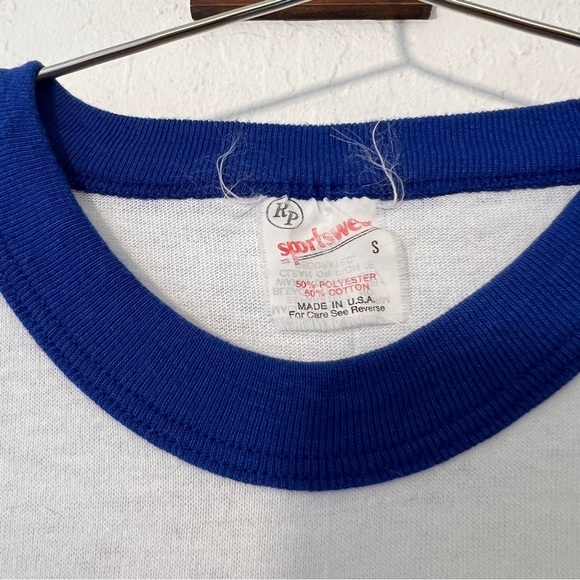 RP
sportswear
S
50% POLYESTER
50% COTTON
MADE IN U.S.A.
For Care See Reverse